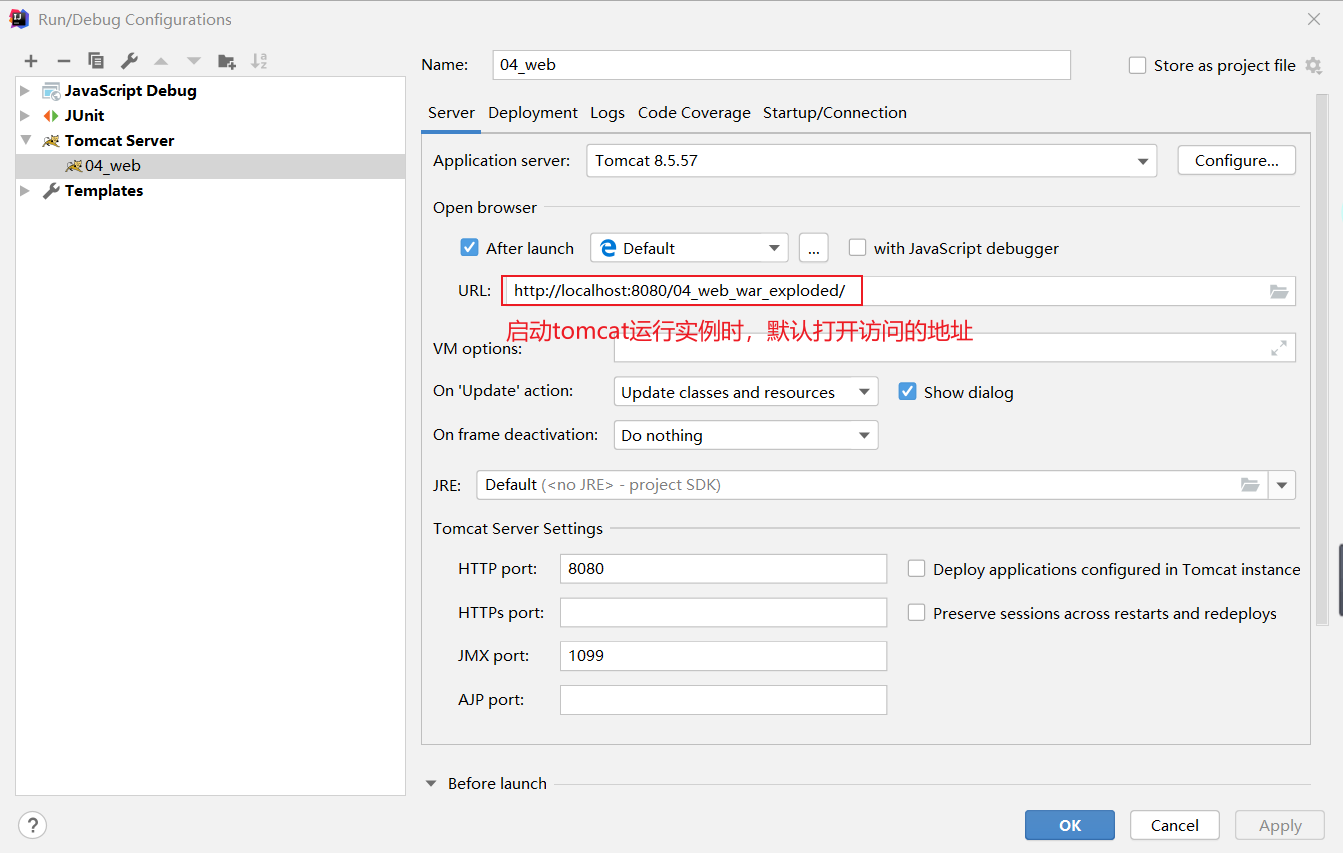 Run/Debug Configurations
JavaScript Debug
JUnit
Tomcat Server
04_web
Templates
Name: 04_web
Store as project file
Server Deployment Logs Code Coverage Startup/Connection
Application server: Tomcat 8.5.57 Configure...
Open browser
After launch Default ... with JavaScript debugger
URL: http://localhost:8080/04_web_war_exploded/
启动tomcat运行实例时，默认打开访问的地址
VM options:
On 'Update' action: Update classes and resources Show dialog
On frame deactivation: Do nothing
JRE: Default (<no JRE> - project SDK)
Tomcat Server Settings
HTTP port: 8080 Deploy applications configured in Tomcat instance
HTTPs port: Preserve sessions across restarts and redeploys
JMX port: 1099
AJP port:
Before launch
? OK Cancel Apply